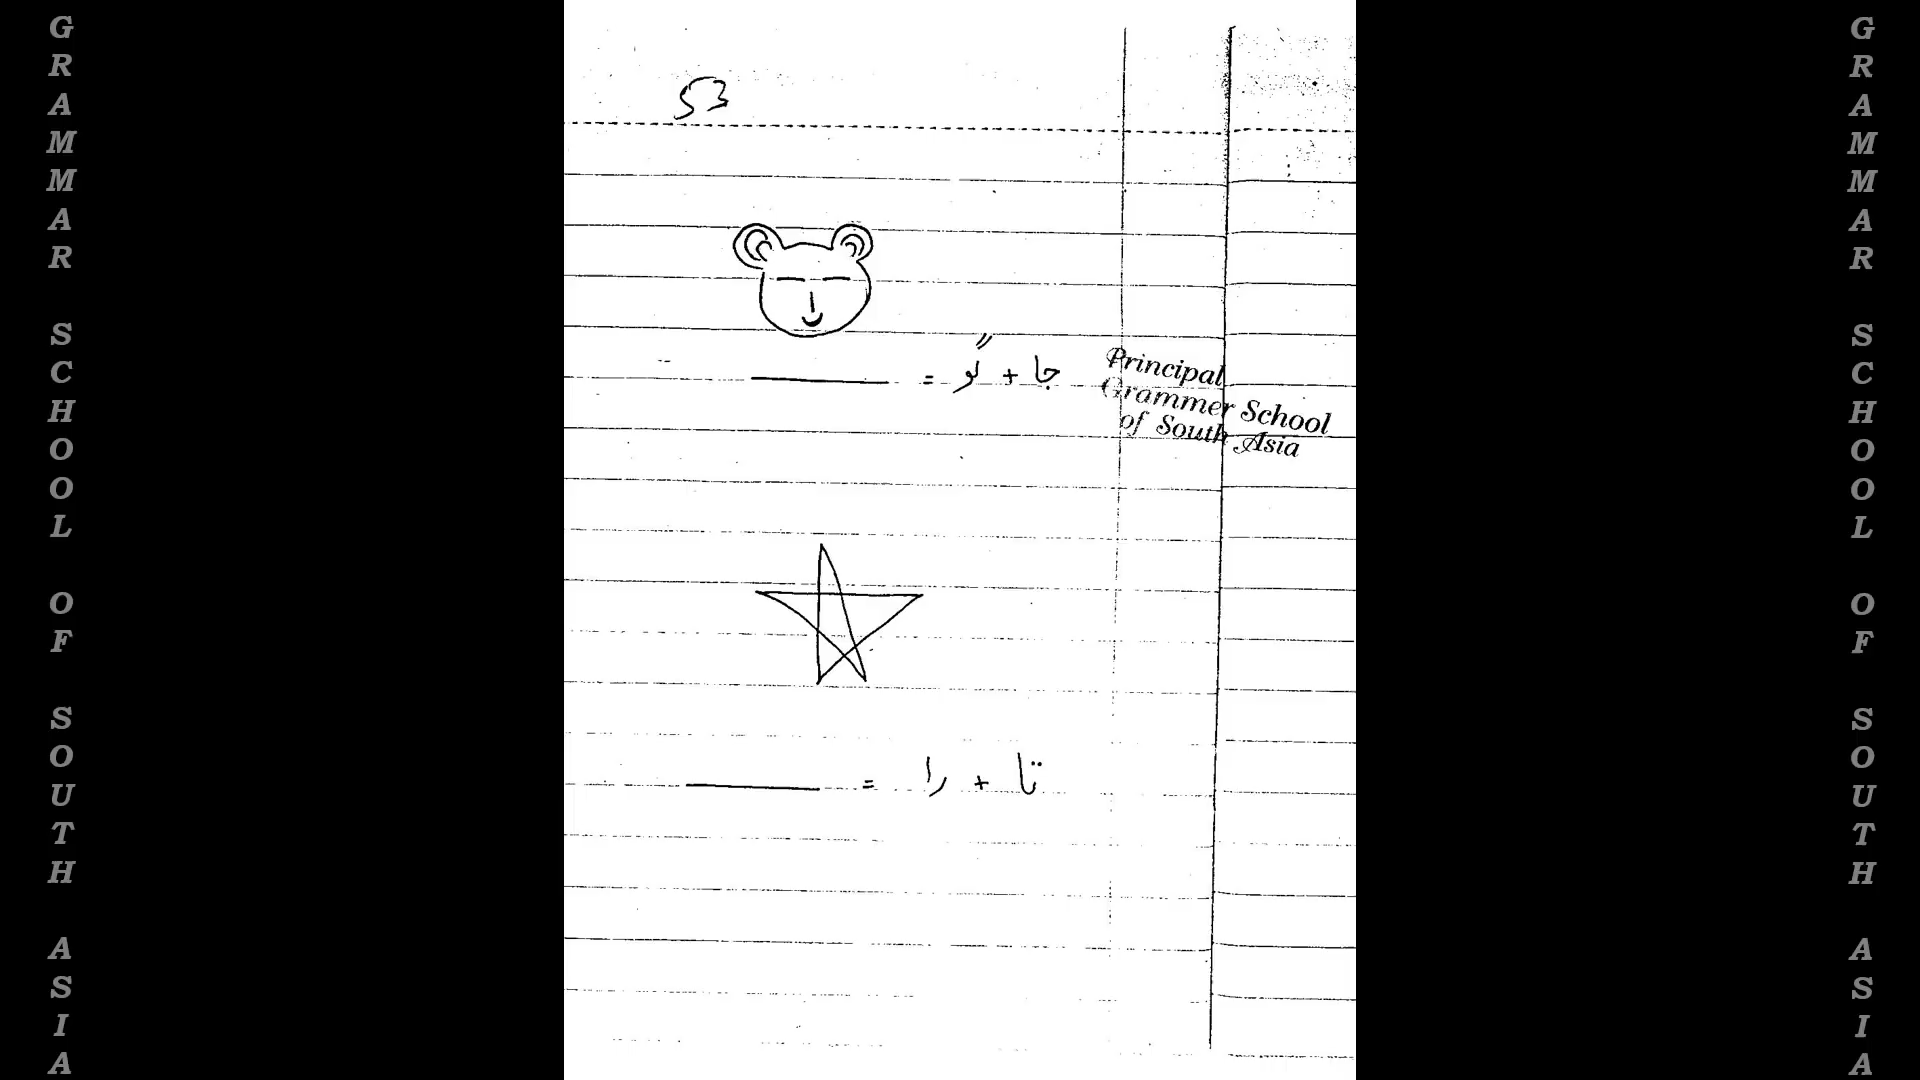 GRAMMAR SCHOOL OF SOUTH ASIA
53
جا + گو = ______
Principal
Grammer School
of South Asia
تا + را = ______
GRAMMAR SCHOOL OF SOUTH ASIA